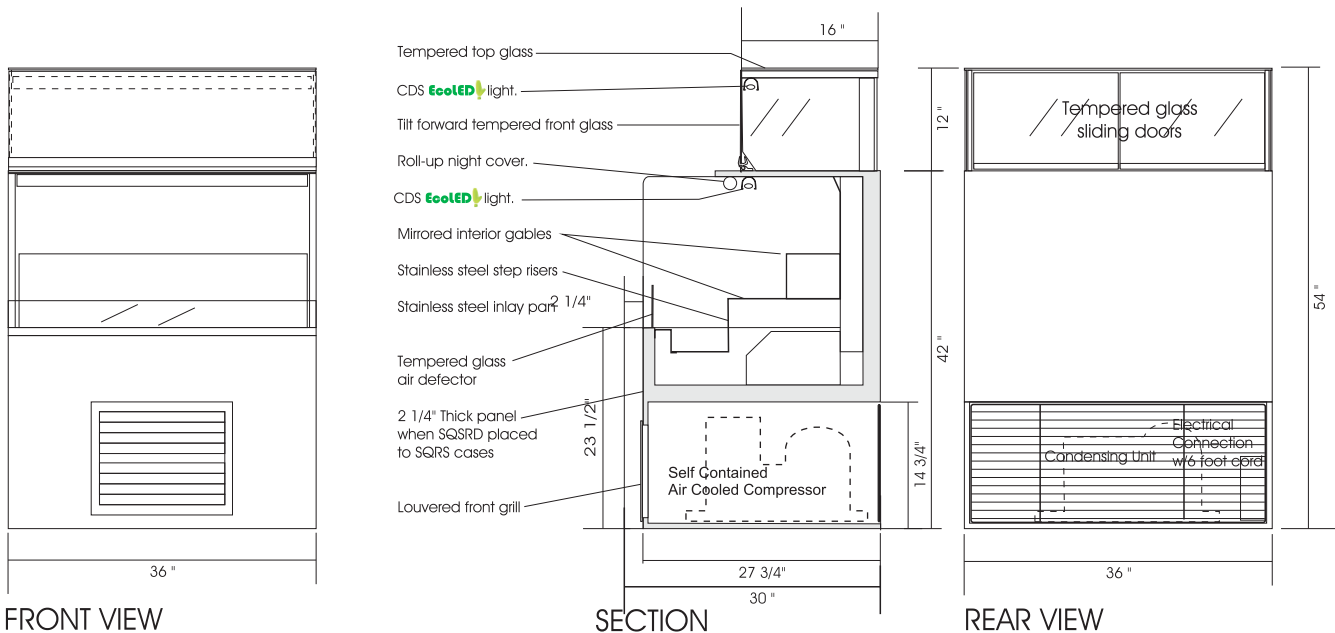 16 "
Tempered top glass
CDS EcoLED light.
Tilt forward tempered front glass
Roll-up night cover.
CDS EcoLED light.
Mirrored interior gables
Stainless steel step risers
Stainless steel inlay pan
2 1/4"
Tempered glass
air defector
2 1/4" Thick panel
when SQSRD placed
to SQRS cases
Louvered front grill
23 1/2"
Self Contained
Air Cooled Compressor
12 "
42 "
14 3/4"
27 3/4"
30 "
Tempered glass
sliding doors
54 "
Electrical
Connection
w/6 foot cord
Condensing Unit
36 "
36 "
FRONT VIEW
SECTION
REAR VIEW